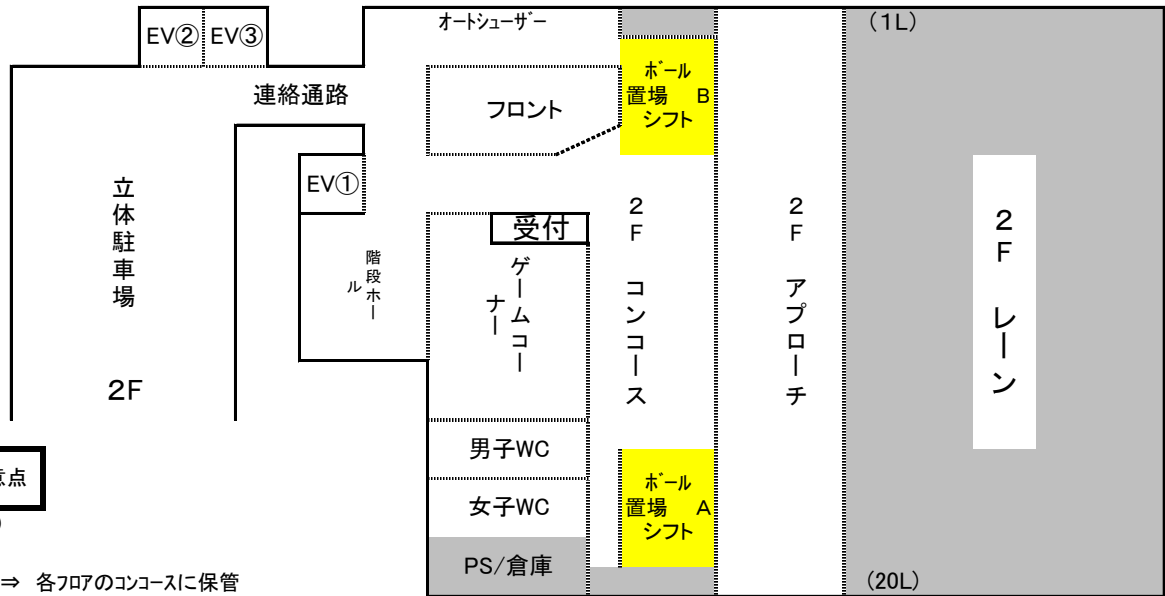 オートシューザー
(1L)
EV② EV③
ボール
置場 B
シフト
連絡通路
フロント
EV①
立体駐車場
2F
受付
2F コンコース
2F アプローチ
2F レーン
階段ホー
ル
ゲームコー
ナー
男子WC
女子WC
PS/倉庫
ボール
置場 A
シフト
意点
)
⇒ 各フロアのコンコースに保管
(20L)